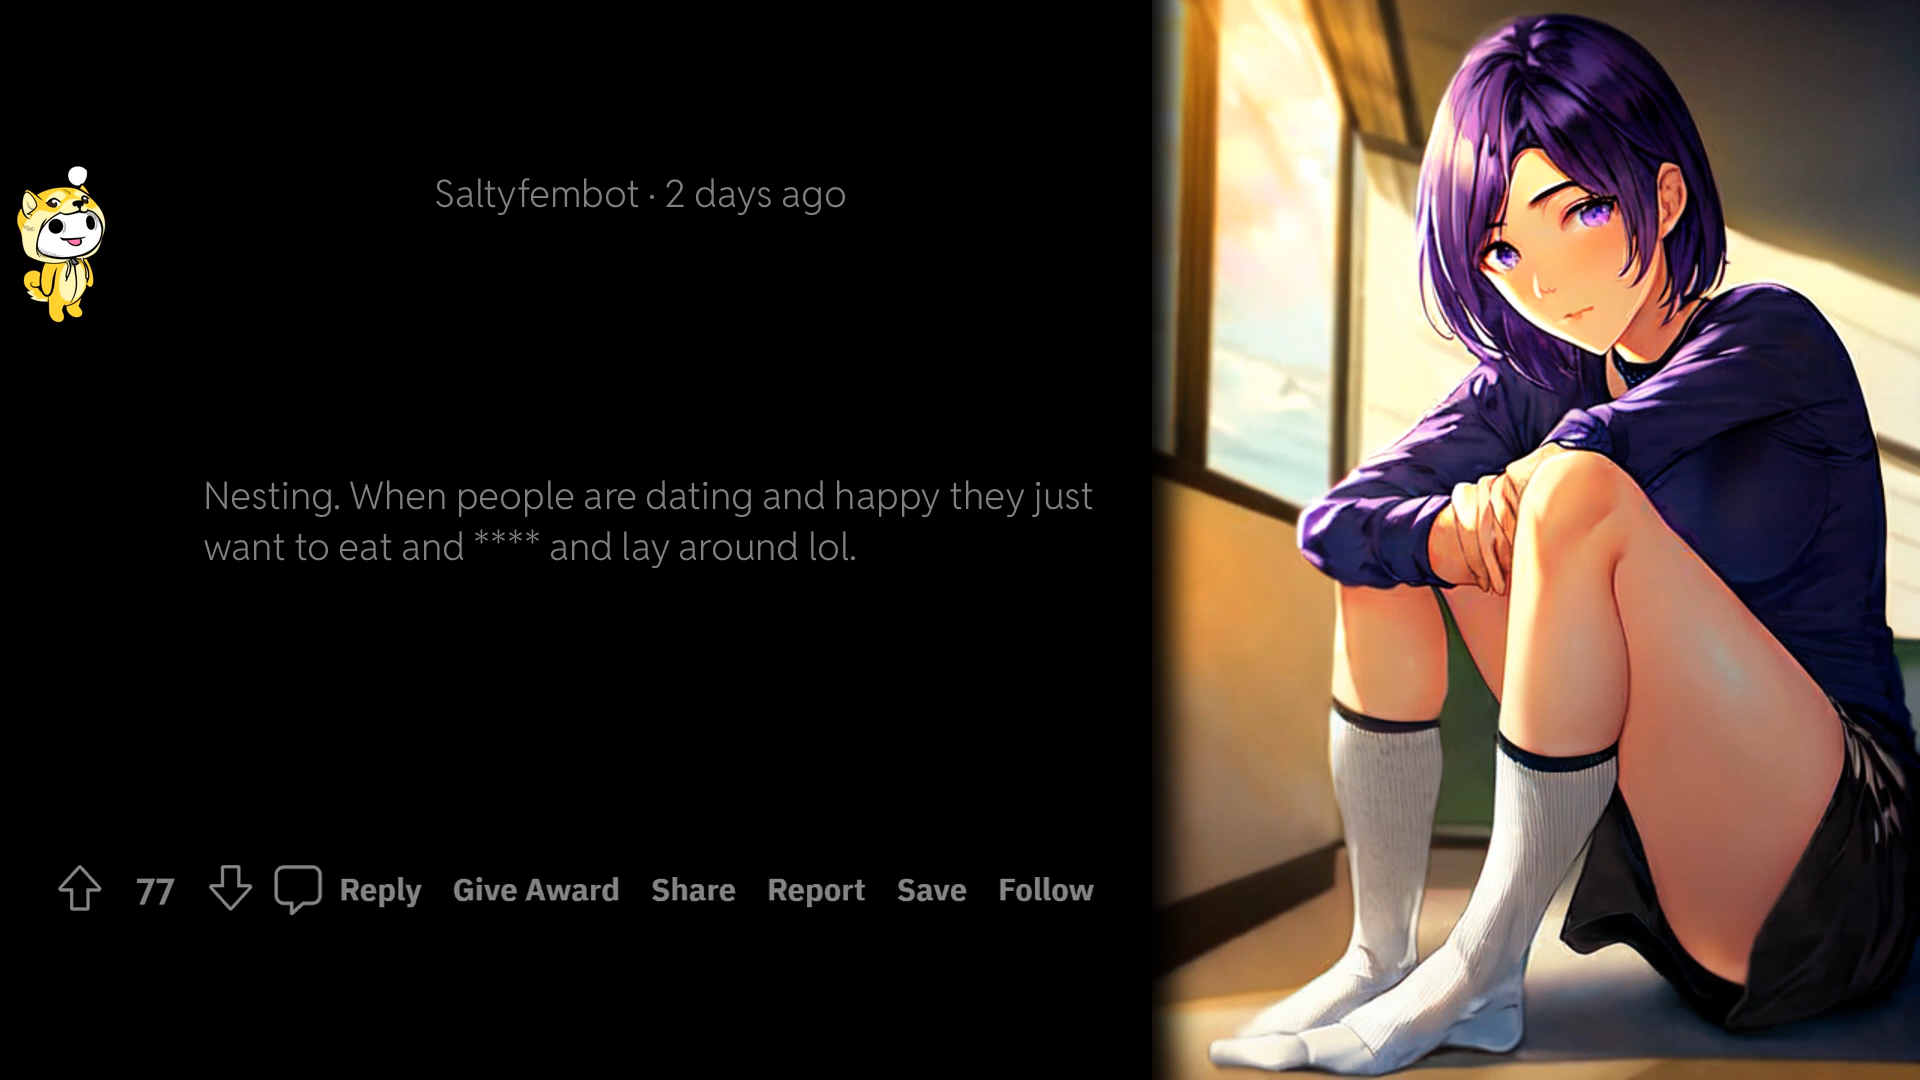 Saltyfembot · 2 days ago
Nesting. When people are dating and happy they just
want to eat and **** and lay around lol.
77 Reply Give Award Share Report Save Follow